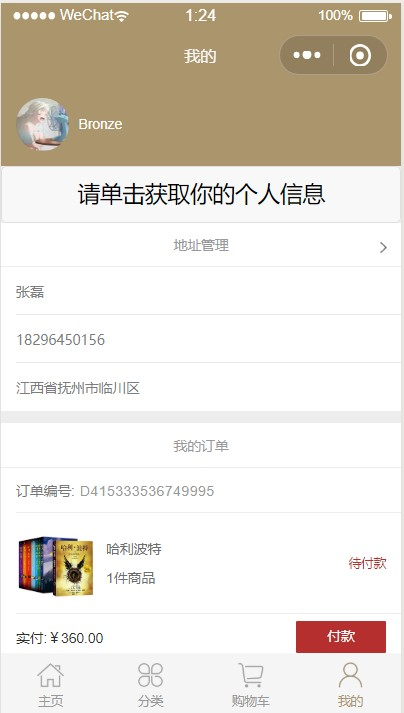 WeChat 1:24 100%
我的
Bronze
请单击获取你的个人信息
地址管理
张磊
18296450156
江西省抚州市临川区
我的订单
订单编号: D415333536749995
哈利波特
1件商品
待付款
实付:￥360.00
付款
主页 分类 购物车 我的